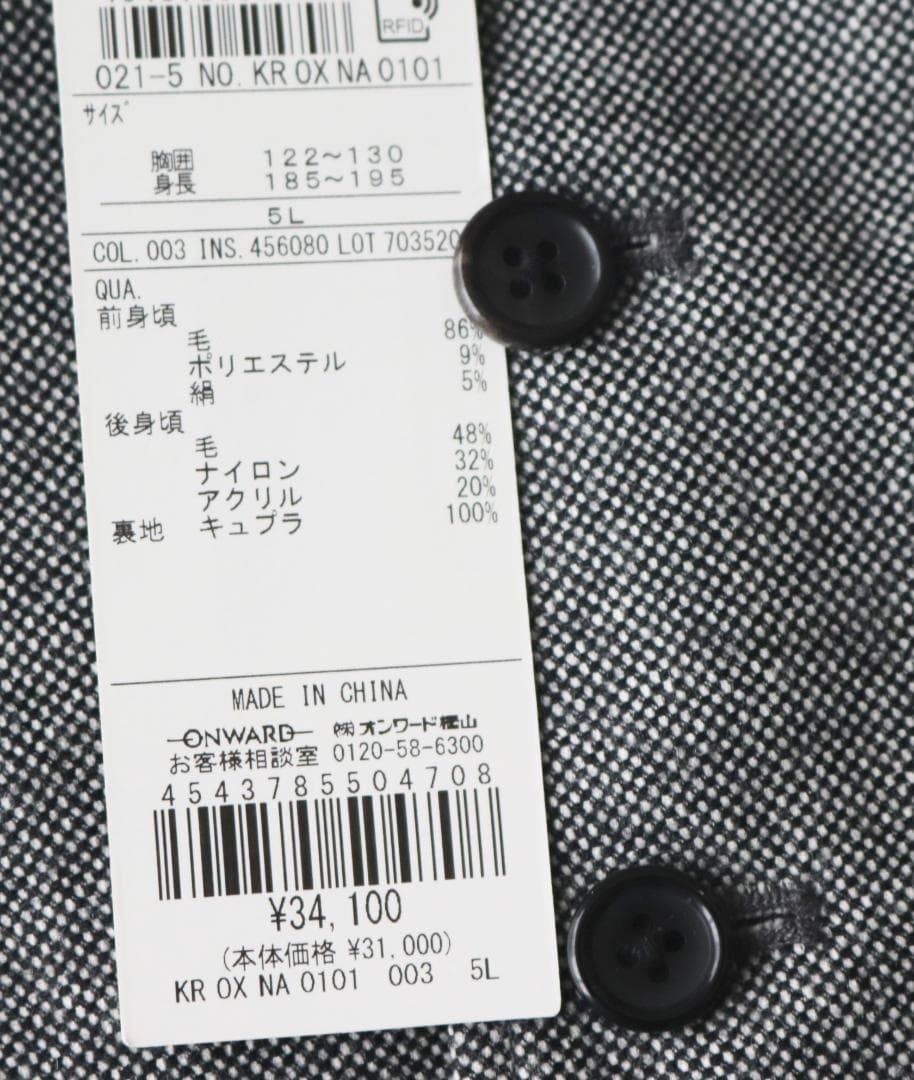 RFID
021-5 NO. KR OX NA 0101
サイズ
胸囲 122~130
身長 185~195
5L
COL. 003 INS. 456080 LOT 703520
QUA.
前身頃
毛 86%
ポリエステル 9%
絹 5%
後身頃
毛 48%
ナイロン 32%
アクリル 20%
裏地 キュプラ 100%
MADE IN CHINA
ONWARD ㈱オンワード樫山
お客様相談室 0120-58-6300
4543785504708
¥34,100
(本体価格 ¥31,000)
KR OX NA 0101 003 5L